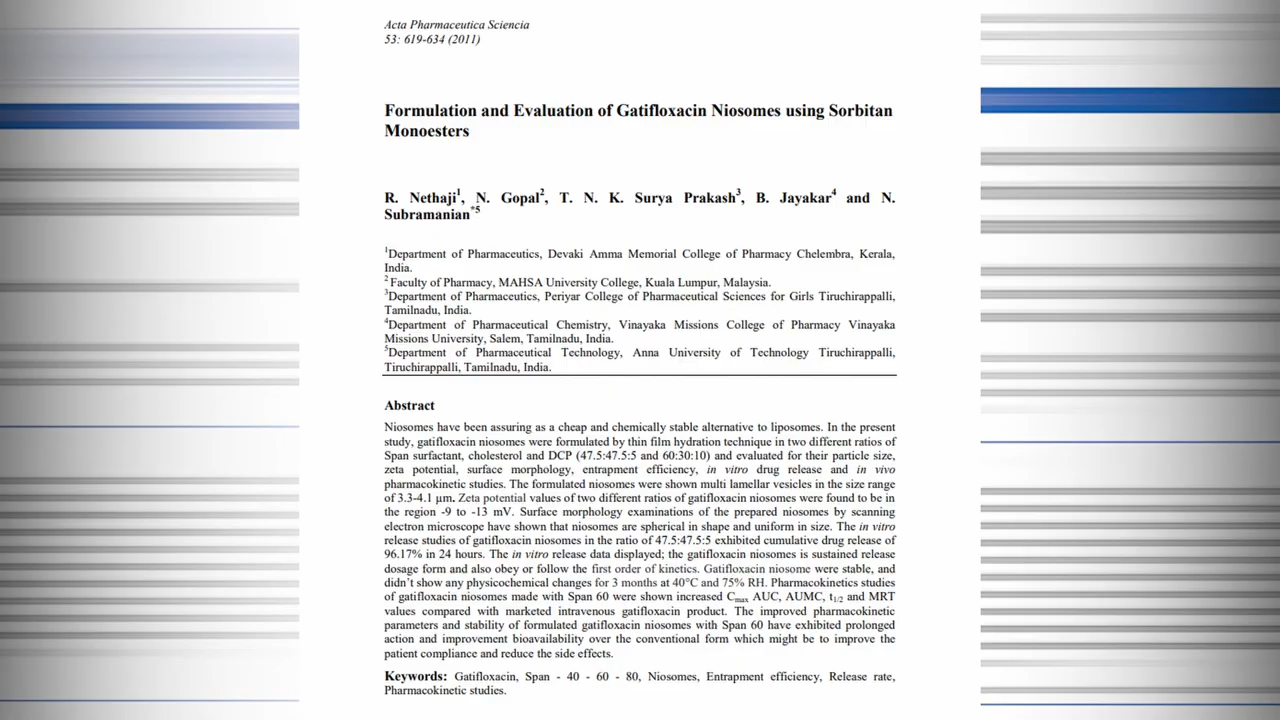 Acta Pharmaceutica Sciencia
53: 619-634 (2011)
Formulation and Evaluation of Gatifloxacin Niosomes using Sorbitan
Monoesters
R. Nethaji1, N. Gopal2, T. N. K. Surya Prakash3, B. Jayakar4 and N.
Subramanian*5
1Department of Pharmaceutics, Devaki Amma Memorial College of Pharmacy Chelembra, Kerala,
India.
2 Faculty of Pharmacy, MAHSA University College, Kuala Lumpur, Malaysia.
3Department of Pharmaceutics, Periyar College of Pharmaceutical Sciences for Girls Tiruchirappalli,
Tamilnadu, India.
4Department of Pharmaceutical Chemistry, Vinayaka Missions College of Pharmacy Vinayaka
Missions University, Salem, Tamilnadu, India.
5Department of Pharmaceutical Technology, Anna University of Technology Tiruchirappalli,
Tiruchirappalli, Tamilnadu, India.
Abstract
Niosomes have been assuring as a cheap and chemically stable alternative to liposomes. In the present
study, gatifloxacin niosomes were formulated by thin film hydration technique in two different ratios of
Span surfactant, cholesterol and DCP (47.5:47.5:5 and 60:30:10) and evaluated for their particle size,
zeta potential, surface morphology, entrapment efficiency, in vitro drug release and in vivo
pharmacokinetic studies. The formulated niosomes were shown multi lamellar vesicles in the size range
of 3.3-4.1 µm. Zeta potential values of two different ratios of gatifloxacin niosomes were found to be in
the region -9 to -13 mV. Surface morphology examinations of the prepared niosomes by scanning
electron microscope have shown that niosomes are spherical in shape and uniform in size. The in vitro
release studies of gatifloxacin niosomes in the ratio of 47.5:47.5:5 exhibited cumulative drug release of
96.17% in 24 hours. The in vitro release data displayed; the gatifloxacin niosomes is sustained release
dosage form and also obey or follow the first order of kinetics. Gatifloxacin niosome were stable, and
didn't show any physicochemical changes for 3 months at 40°C and 75% RH. Pharmacokinetics studies
of gatifloxacin niosomes made with Span 60 were shown increased Cmax AUC, AUMC, t1/2 and MRT
values compared with marketed intravenous gatifloxacin product. The improved pharmacokinetic
parameters and stability of formulated gatifloxacin niosomes with Span 60 have exhibited prolonged
action and improvement bioavailability over the conventional form which might be to improve the
patient compliance and reduce the side effects.
Keywords: Gatifloxacin, Span - 40 - 60 - 80, Niosomes, Entrapment efficiency, Release rate,
Pharmacokinetic studies.